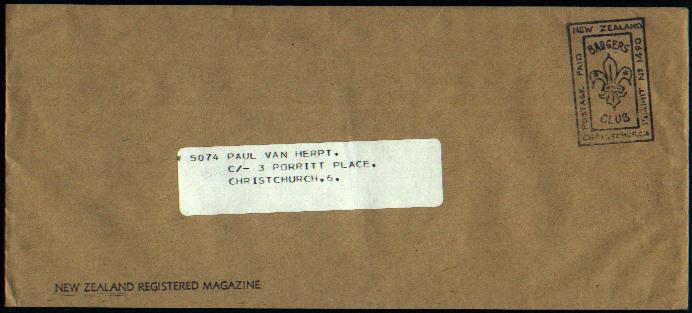 NEW ZEALAND
BADGERS
CLUB
POSTAGE PAID
PERMIT No 1490
CHRISTCHURCH
* 5074 PAUL VAN HERPT.
C/- 3 PORRITT PLACE.
CHRISTCHURCH,6.
NEW ZEALAND REGISTERED MAGAZINE